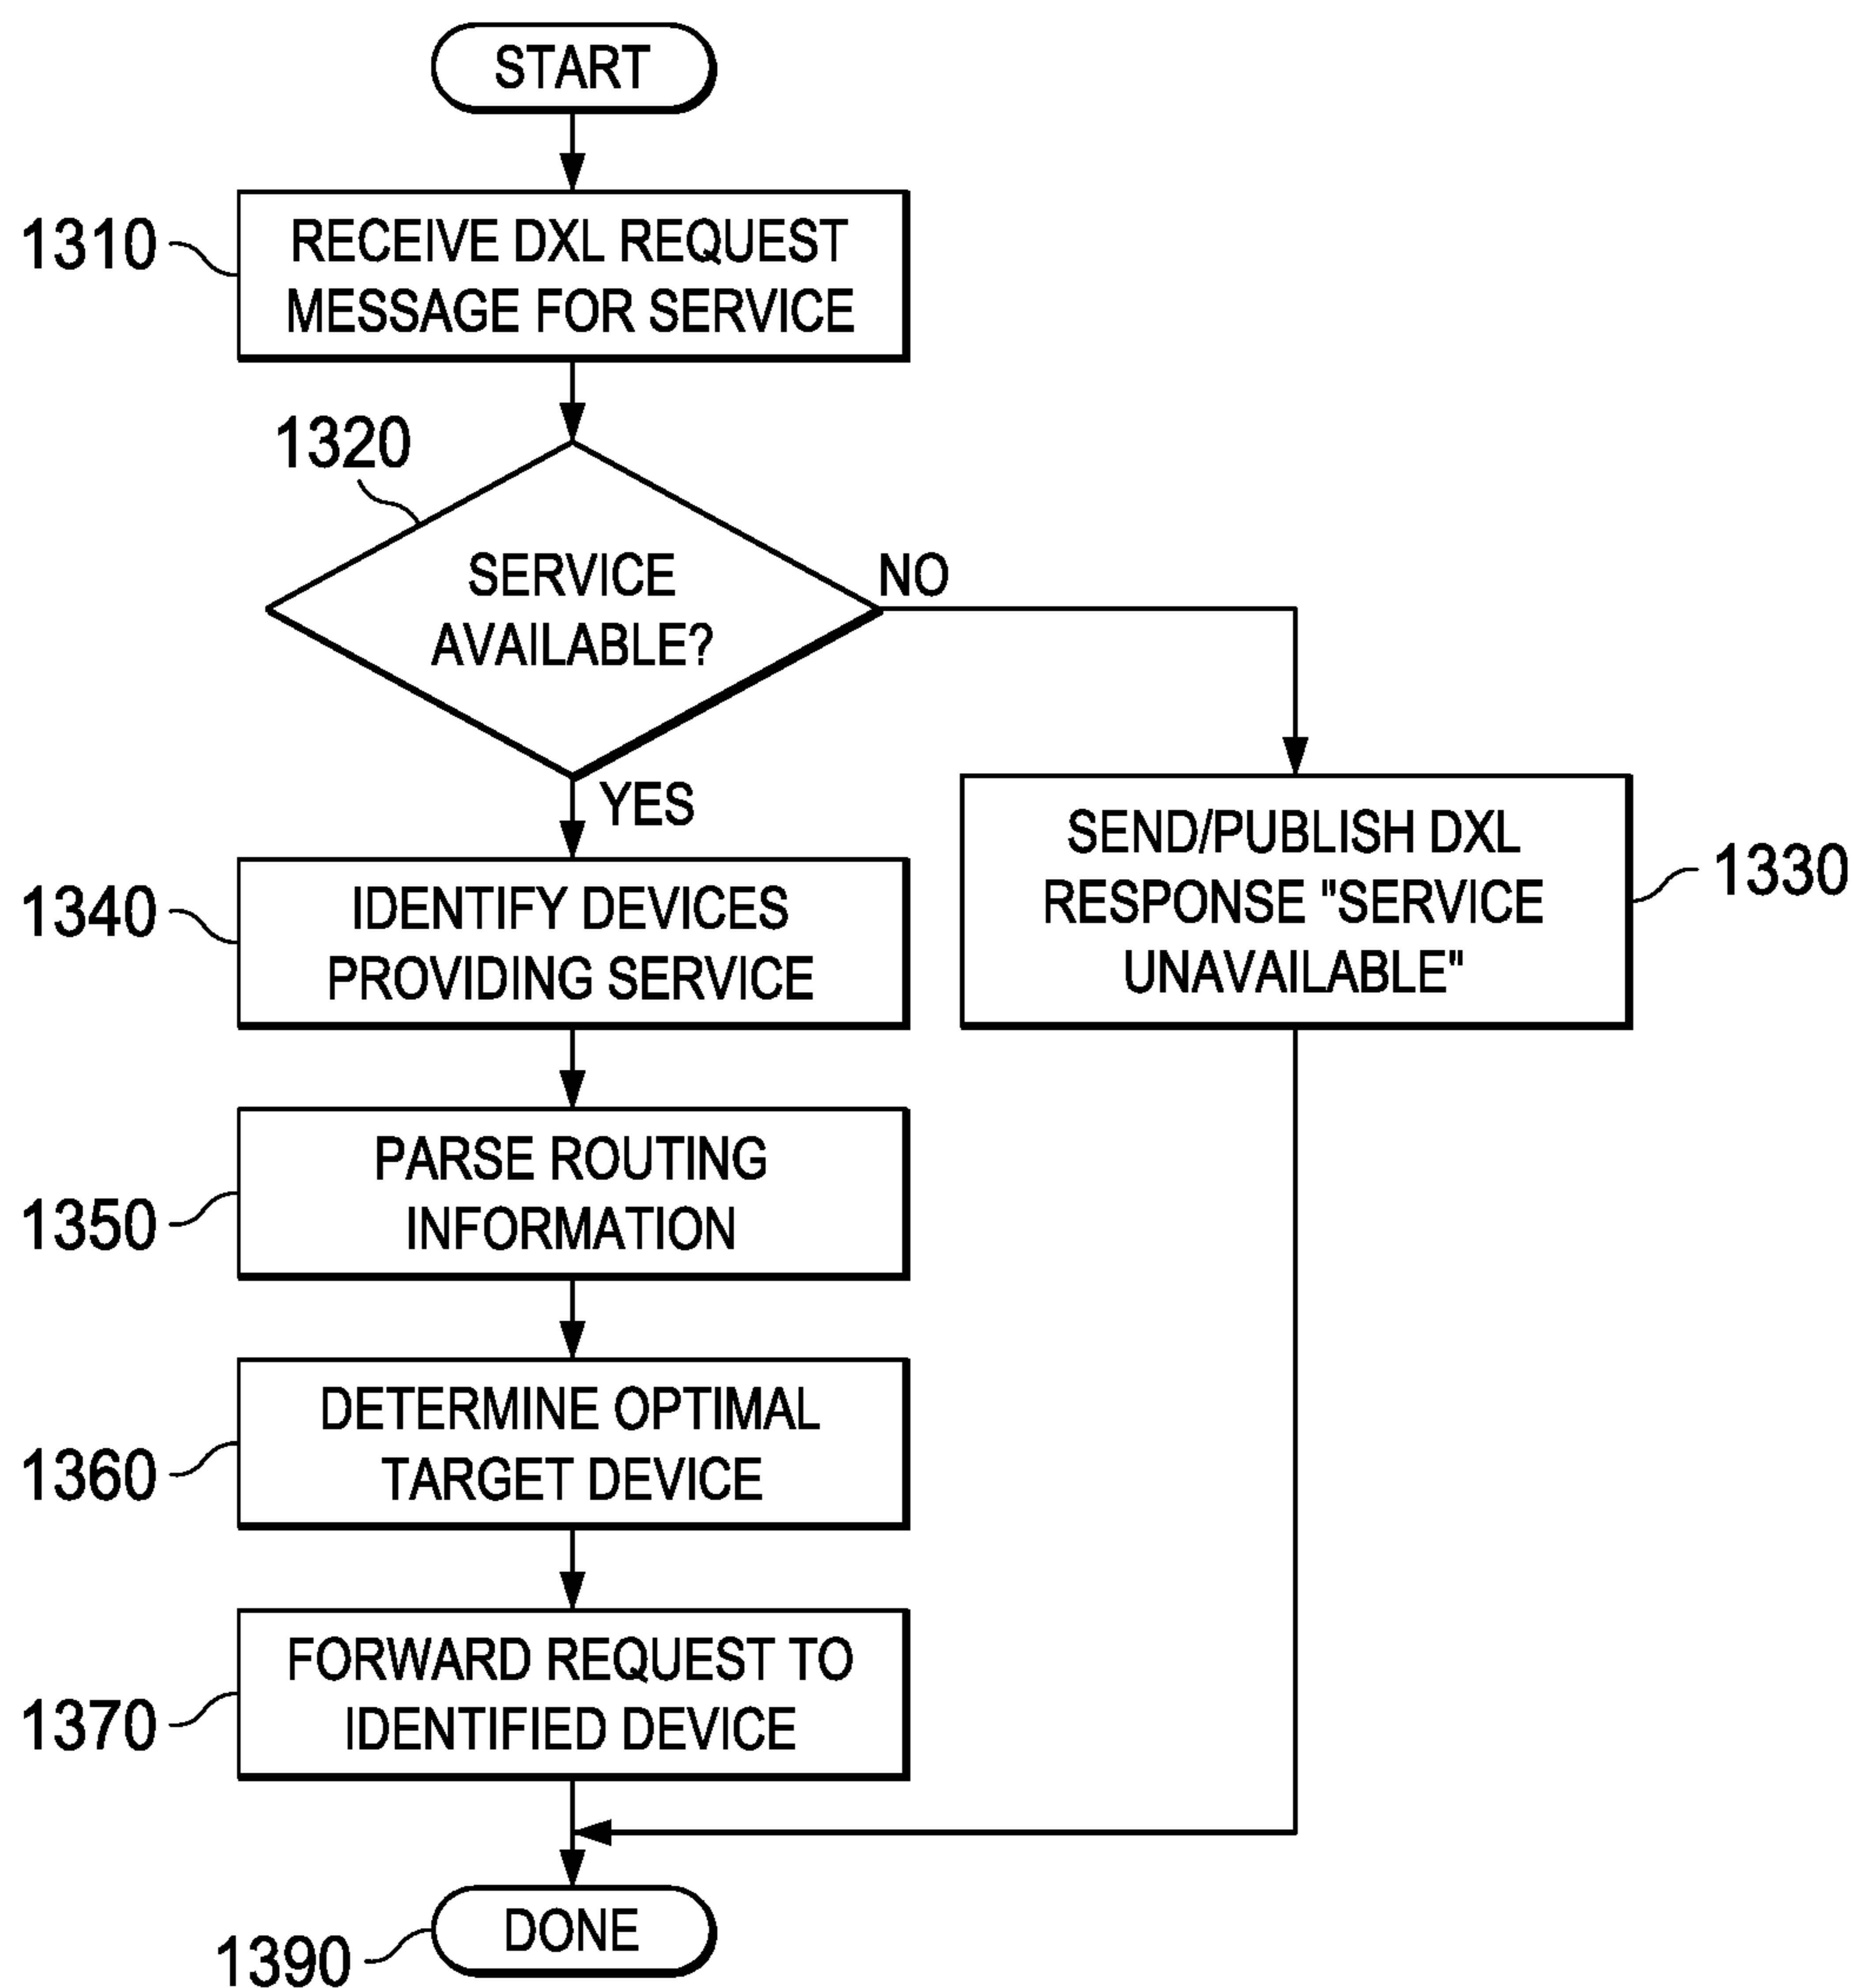 START
1310
RECEIVE DXL REQUEST
MESSAGE FOR SERVICE
1320
SERVICE
AVAILABLE?
NO
YES
SEND/PUBLISH DXL
RESPONSE "SERVICE
UNAVAILABLE"
1330
1340
IDENTIFY DEVICES
PROVIDING SERVICE
1350
PARSE ROUTING
INFORMATION
1360
DETERMINE OPTIMAL
TARGET DEVICE
1370
FORWARD REQUEST TO
IDENTIFIED DEVICE
DONE
1390